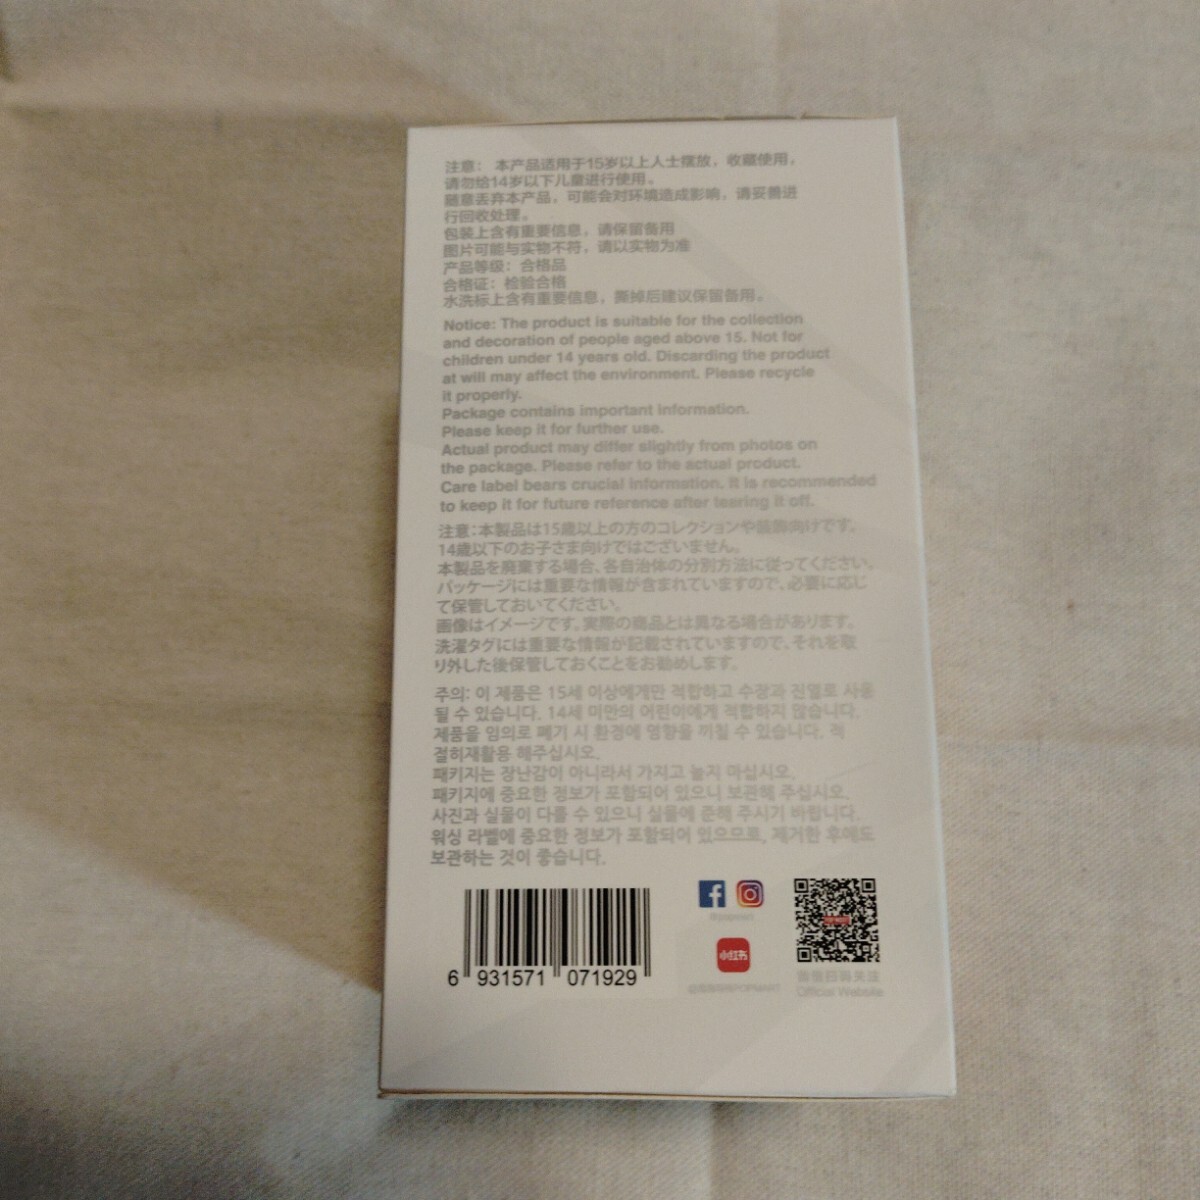 注意： 本产品适用于15岁以上人士摆放，收藏使用，
请勿给14岁以下儿童进行使用。
随意丢弃本产品，可能会对环境造成影响，请妥善进
行回收处理。
包装上含有重要信息，请保留备用
图片可能与实物不符，请以实物为准
产品等级：合格品
合格证：检验合格
水洗标上含有重要信息，撕掉后建议保留备用。
Notice: The product is suitable for the collection
and decoration of people aged above 15. Not for
children under 14 years old. Discarding the product
at will may affect the environment. Please recycle
it properly.
Package contains important information.
Please keep it for further use.
Actual product may differ slightly from photos on
the package. Please refer to the actual product.
Care label bears crucial information. It is recommended
to keep it for future reference after tearing it off.
注意：本製品は15歳以上の方のコレクションや装飾向けです。
14歳以下のお子さま向けではございません。
本製品を廃棄する場合、各自治体の分別方法に従ってください。
パッケージには重要な情報が含まれていますので、必要に応じ
て保管しておいてください。
画像はイメージです。実際の商品とは異なる場合があります。
洗濯タグには重要な情報が記載されていますので、それを取
り外した後保管しておくことをお勧めします。
주의: 이 제품은 15세 이상에게만 적합하고 수장과 진열로 사용
될 수 있습니다. 14세 미만의 어린이에게 적합하지 않습니다.
제품을 임의로 폐기 시 환경에 영향을 끼칠 수 있습니다. 적
절히재활용 해주십시오.
패키지는 장난감이 아니라서 가지고 놀지 마십시오.
패키지에 중요한 정보가 포함되어 있으니 보관해 주십시오.
사진과 실물이 다를 수 있으니 실물에 준해 주시기 바랍니다.
워싱 라벨에 중요한 정보가 포함되어 있으므로, 제거한 후에도
보관하는 것이 좋습니다.
6 931571 071929
小红书
POP MART
微信扫码关注
Official Website